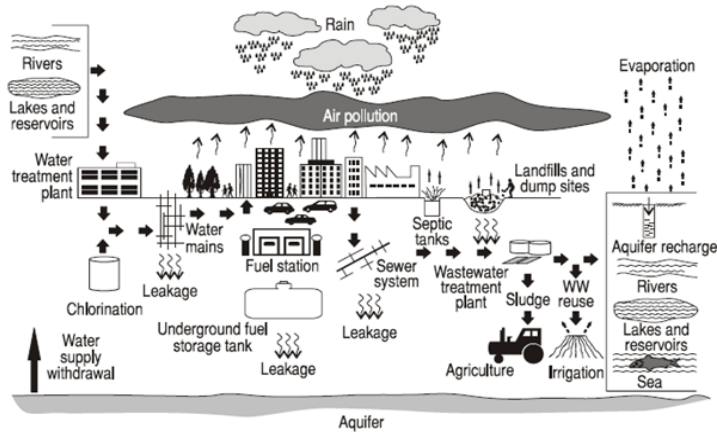 Rain
Rivers
Lakes and
reservoirs
Air pollution
Evaporation
Water
treatment
plant
Landfills and
dump sites
Water
mains
Septic
tanks
Aquifer recharge
Fuel station
Sewer
system
Wastewater
treatment
plant
Sludge
WW
reuse
Rivers
Chlorination
Leakage
Underground fuel
storage tank
Leakage
Lakes and
reservoirs
Water
supply
withdrawal
Leakage
Agriculture
Irrigation
Sea
Aquifer